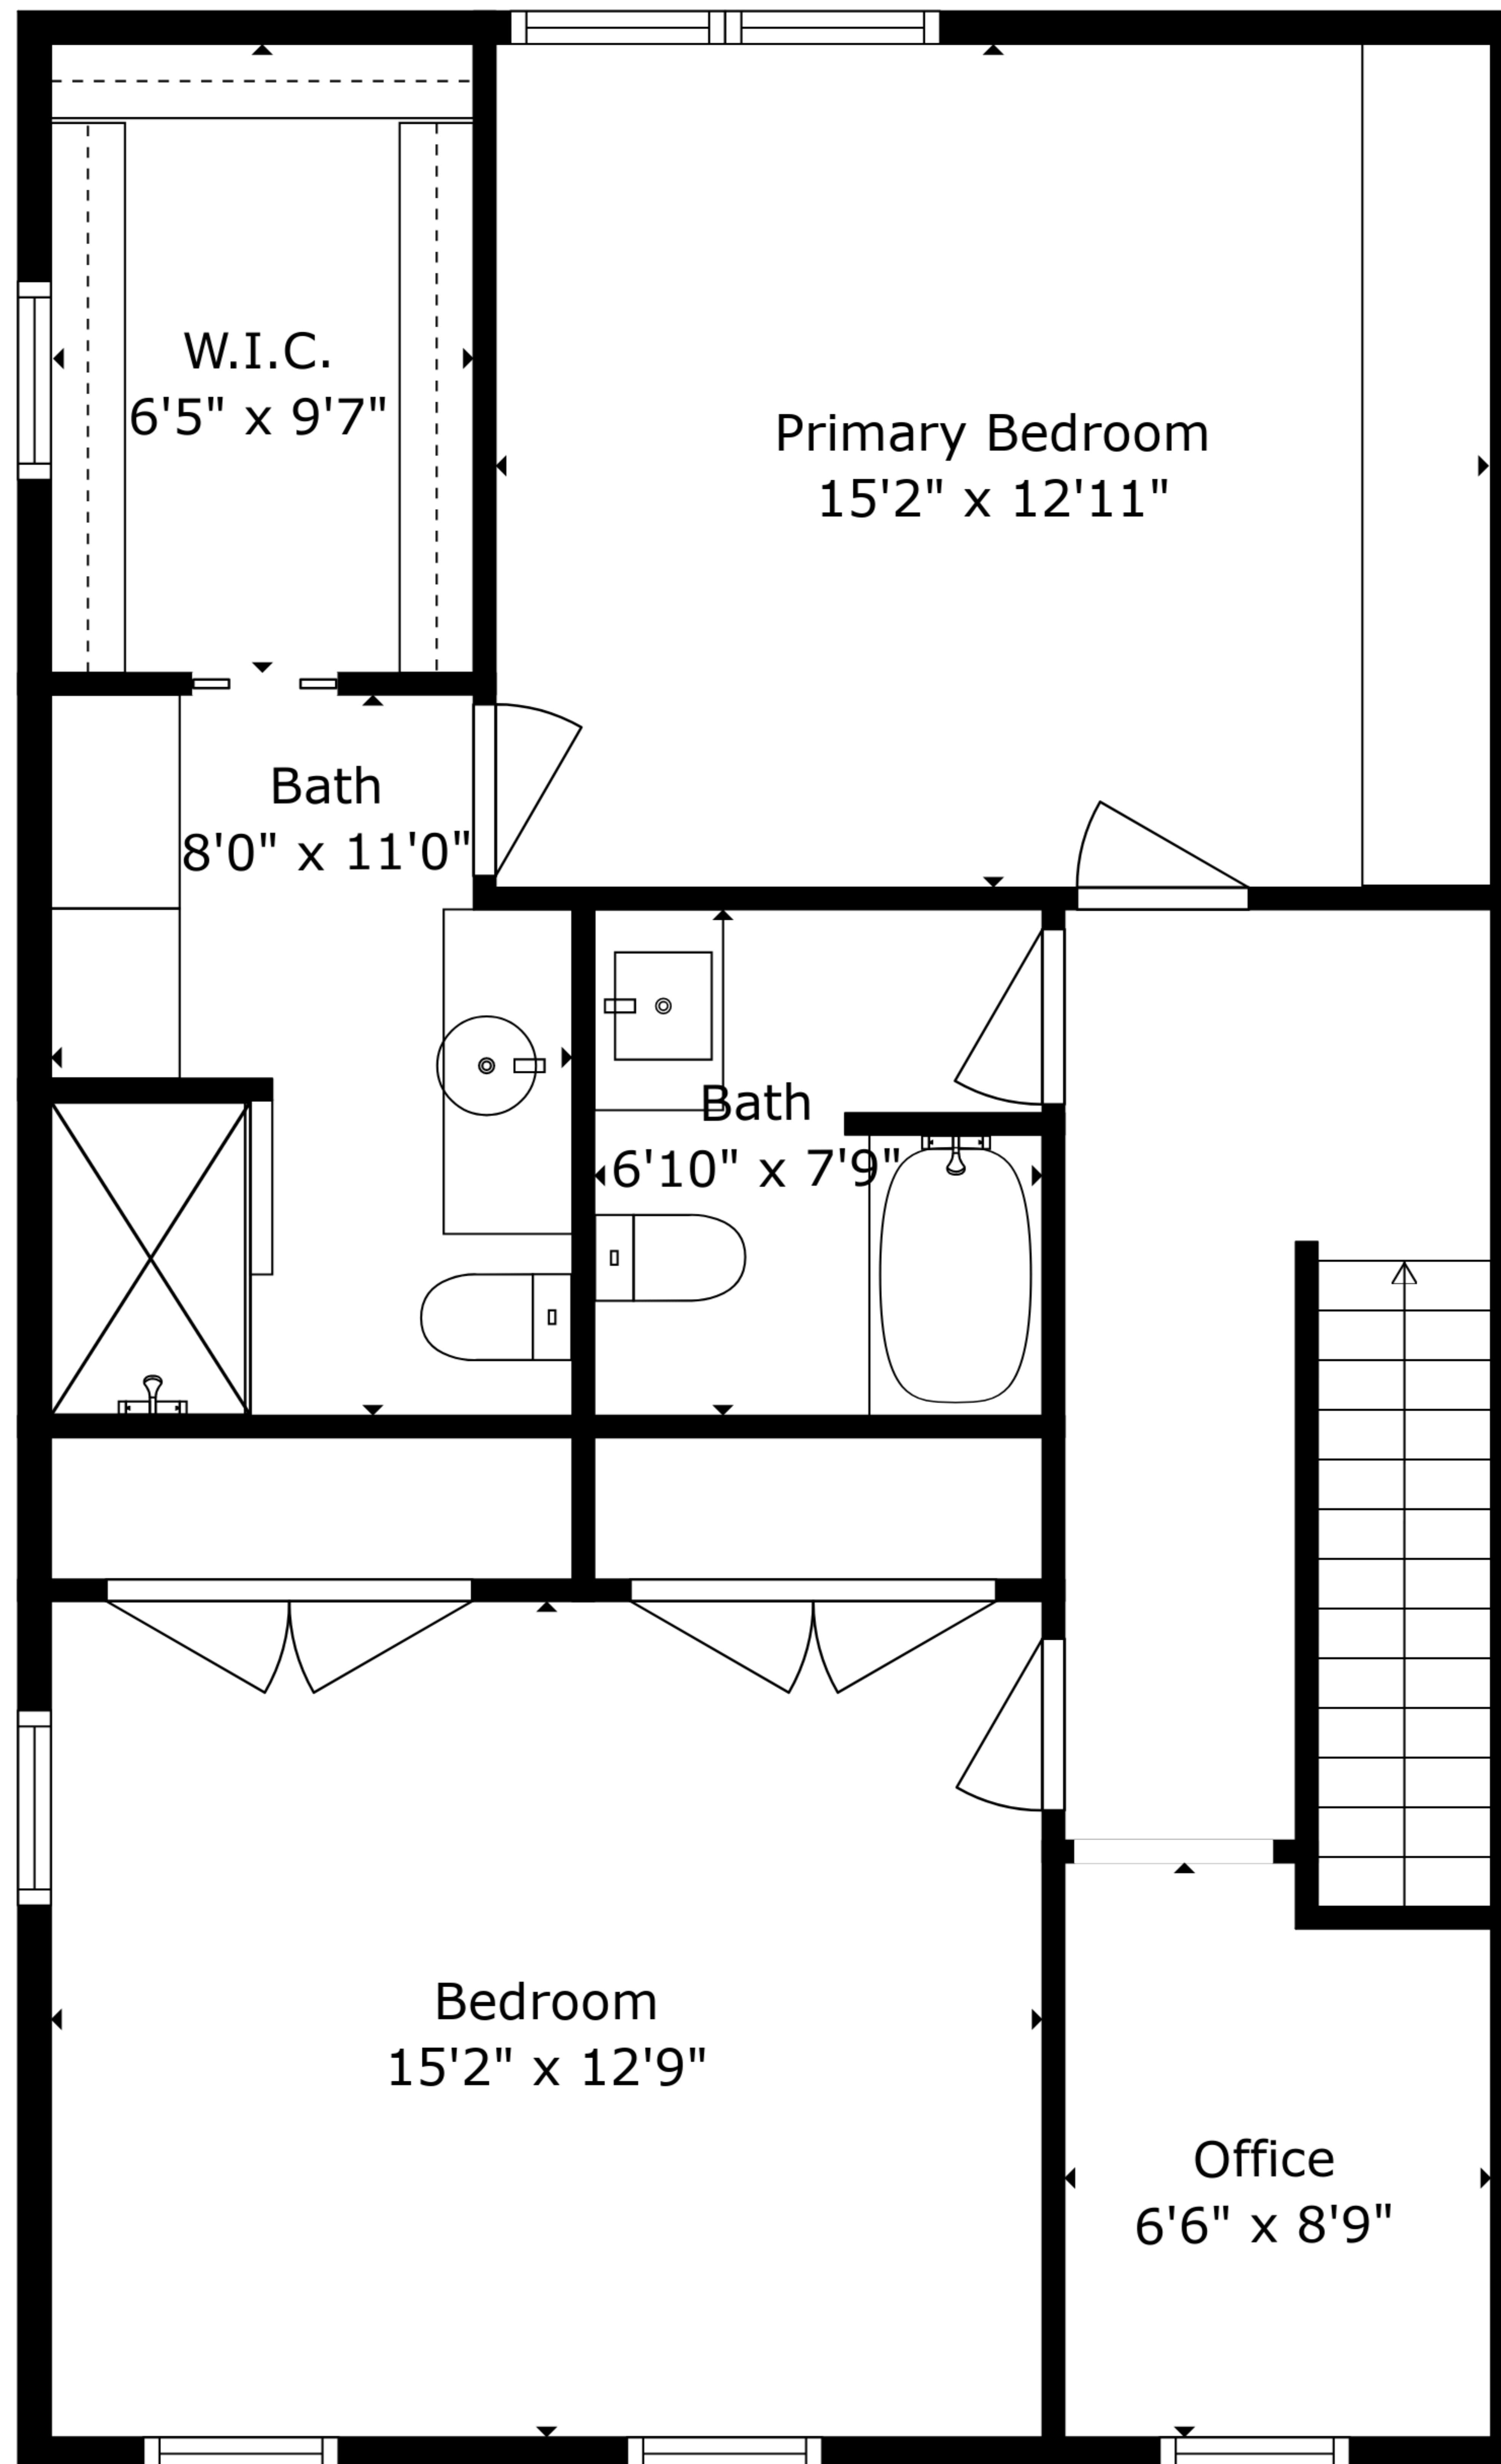 W.I.C.
6'5" x 9'7"
Primary Bedroom
15'2" x 12'11"
Bath
8'0" x 11'0"
Bath
6'10" x 7'9"
Bedroom
15'2" x 12'9"
Office
6'6" x 8'9"